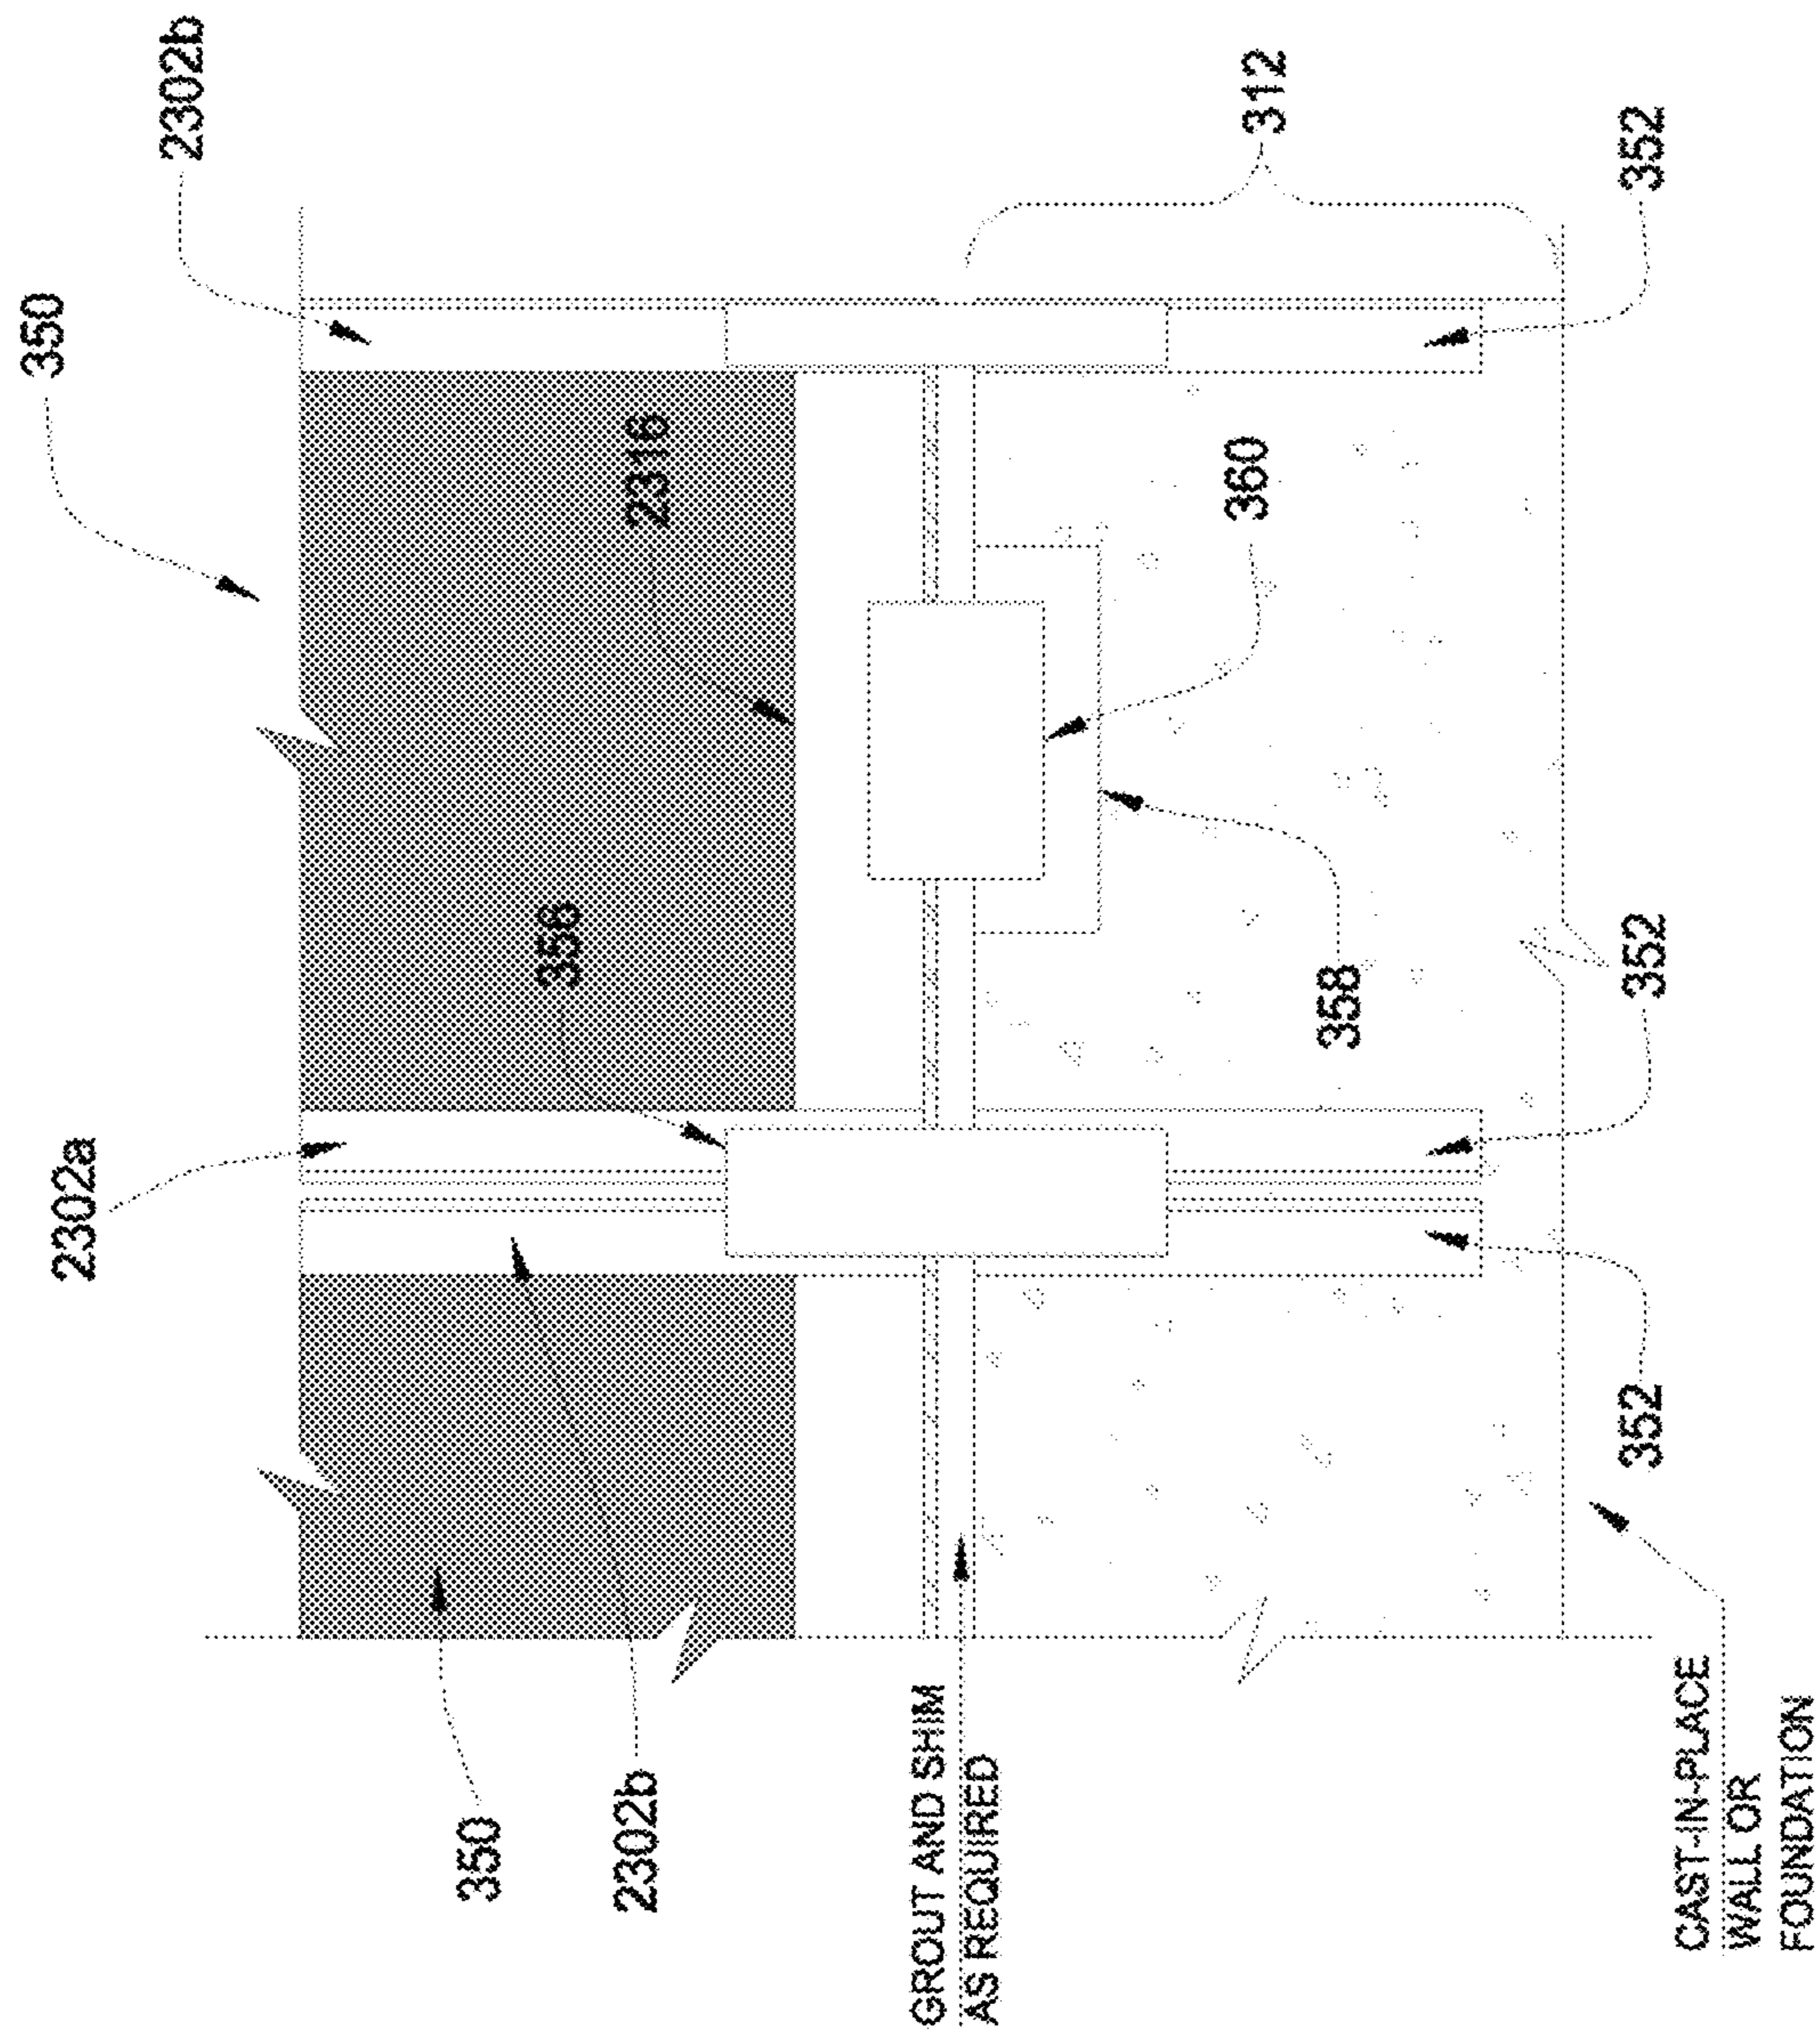 350
2302a
2302b
350
356
2302b
2316
GROUT AND SHIM
AS REQUIRED
360
312
358
352
352
352
CAST-IN-PLACE
WALL OR
FOUNDATION